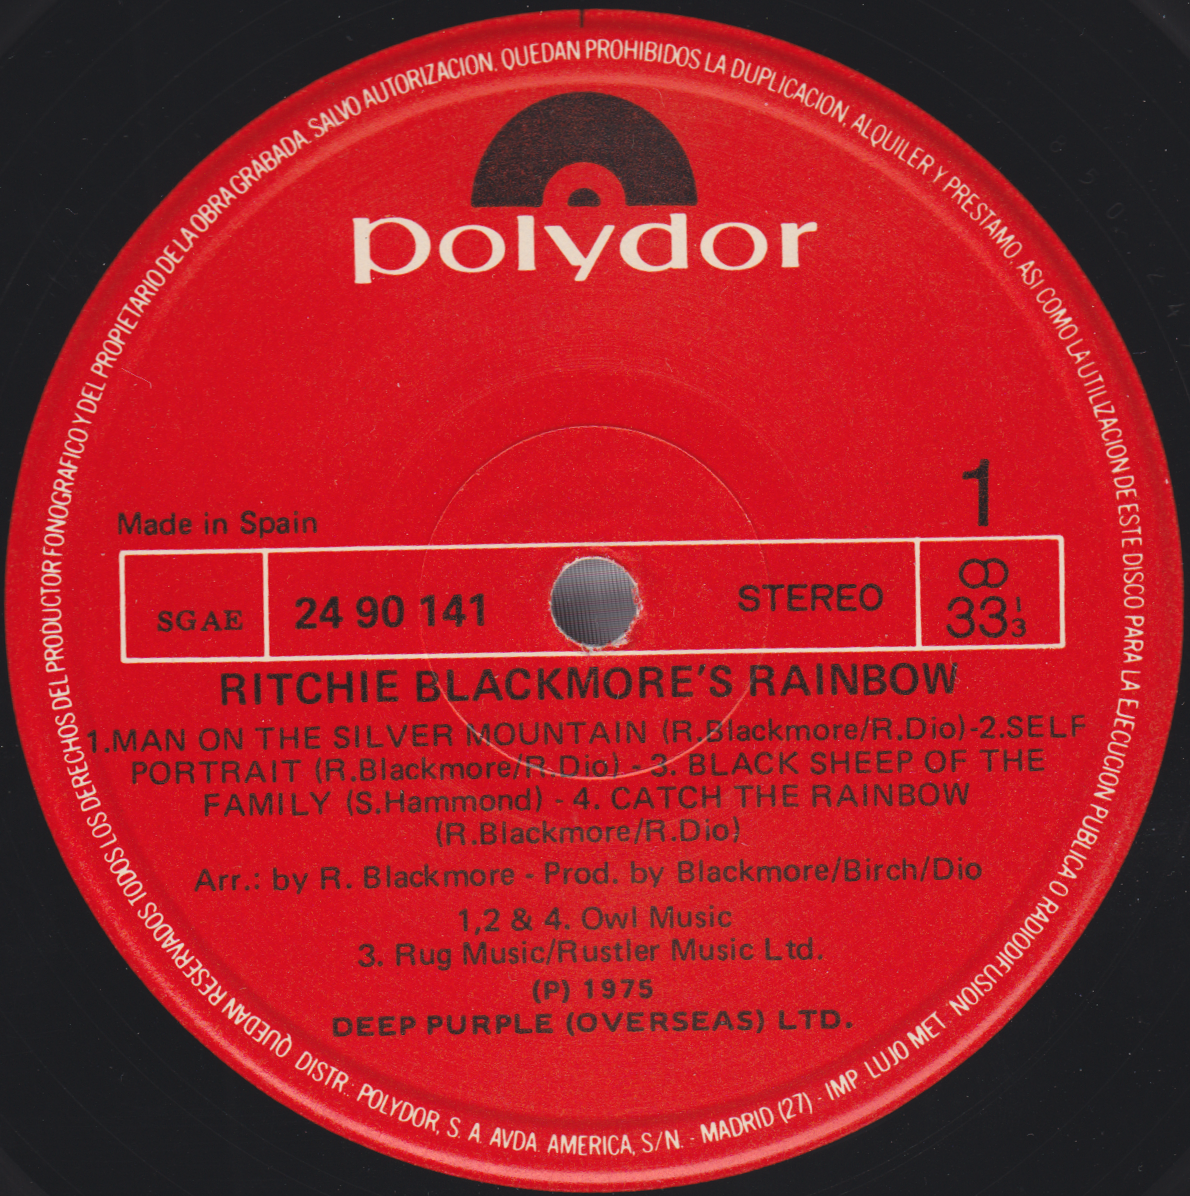 QUEDAN RESERVADOS TODOS LOS DERECHOS DEL PRODUCTOR FONOGRAFICO Y DEL PROPIETARIO DE LA OBRA GRABADA. SALVO AUTORIZACION. QUEDAN PROHIBIDOS LA DUPLICACION, ALQUILER Y PRESTAMO, ASI COMO LA UTILIZACION DE ESTE DISCO PARA LA EJECUCION PUBLICA O RADIODIFUSION
polydor
1
Made in Spain
SGAE
24 90 141
STEREO
33 1/3
RITCHIE BLACKMORE'S RAINBOW
1.MAN ON THE SILVER MOUNTAIN (R.Blackmore/R.Dio)-2.SELF
PORTRAIT (R.Blackmore/R.Dio) - 3. BLACK SHEEP OF THE
FAMILY (S.Hammond) - 4. CATCH THE RAINBOW
(R.Blackmore/R.Dio)
Arr.: by R. Blackmore - Prod. by Blackmore/Birch/Dio
1,2 & 4. Owl Music
3. Rug Music/Rustler Music Ltd.
(P) 1975
DEEP PURPLE (OVERSEAS) LTD.
DISTR.: POLYDOR, S. A. AVDA. AMERICA, S/N. - MADRID (27) - IMP. LUJO MET.